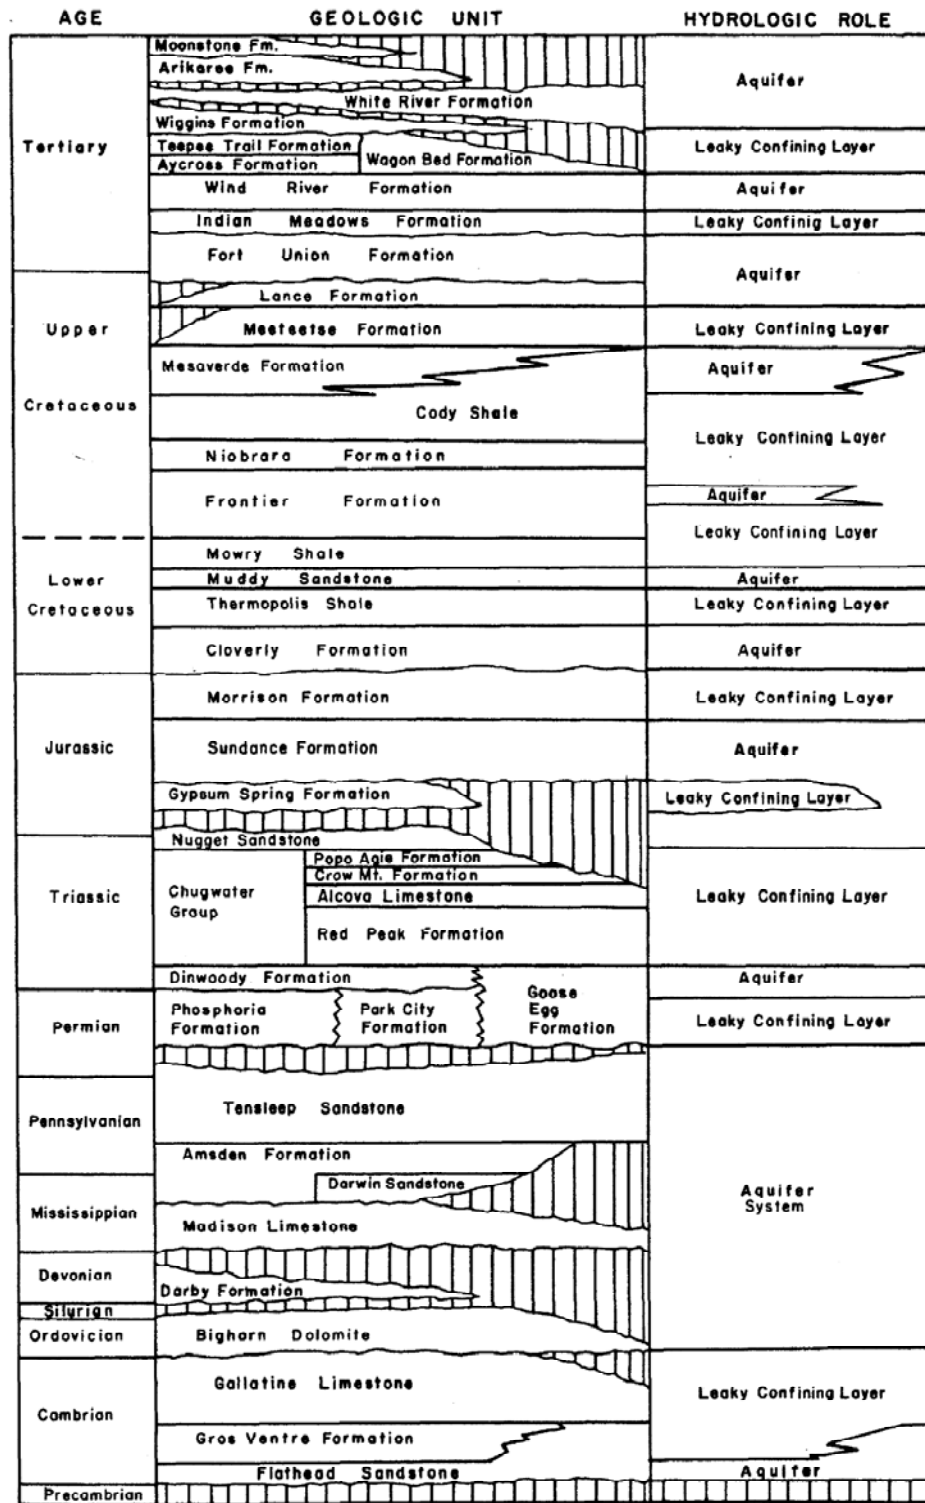 AGE GEOLOGIC UNIT HYDROLOGIC ROLE
Moonstone Fm.
Arikaree Fm.
Aquifer
White River Formation
Wiggins Formation
Tertiary
Teepee Trail Formation
Wagon Bed Formation
Leaky Confining Layer
Aycross Formation
Wind River Formation
Aquifer
Indian Meadows Formation
Leaky Confinig Layer
Fort Union Formation
Aquifer
Lance Formation
Upper
Meeteetse Formation
Leaky Confining Layer
Mesaverde Formation
Aquifer
Cretaceous
Cody Shale
Leaky Confining Layer
Niobrara Formation
Frontier Formation
Aquifer
Leaky Confining Layer
Mowry Shale
Lower
Cretaceous
Muddy Sandstone
Aquifer
Thermopolis Shale
Leaky Confining Layer
Cloverly Formation
Aquifer
Morrison Formation
Leaky Confining Layer
Jurassic
Sundance Formation
Aquifer
Gypsum Spring Formation
Leaky Confining Layer
Nugget Sandstone
Triassic
Chugwater
Group
Popo Agie Formation
Crow Mt. Formation
Alcova Limestone
Red Peak Formation
Leaky Confining Layer
Dinwoody Formation
Aquifer
Permian
Phosphoria
Formation
Park City
Formation
Goose
Egg
Formation
Leaky Confining Layer
Pennsylvanian
Tensleep Sandstone
Amsden Formation
Darwin Sandstone
Aquifer
System
Mississippian
Madison Limestone
Devonian
Darby Formation
Silurian
Ordovician
Bighorn Dolomite
Cambrian
Gallatine Limestone
Leaky Confining Layer
Gros Ventre Formation
Flathead Sandstone
Aquifer
Precambrian